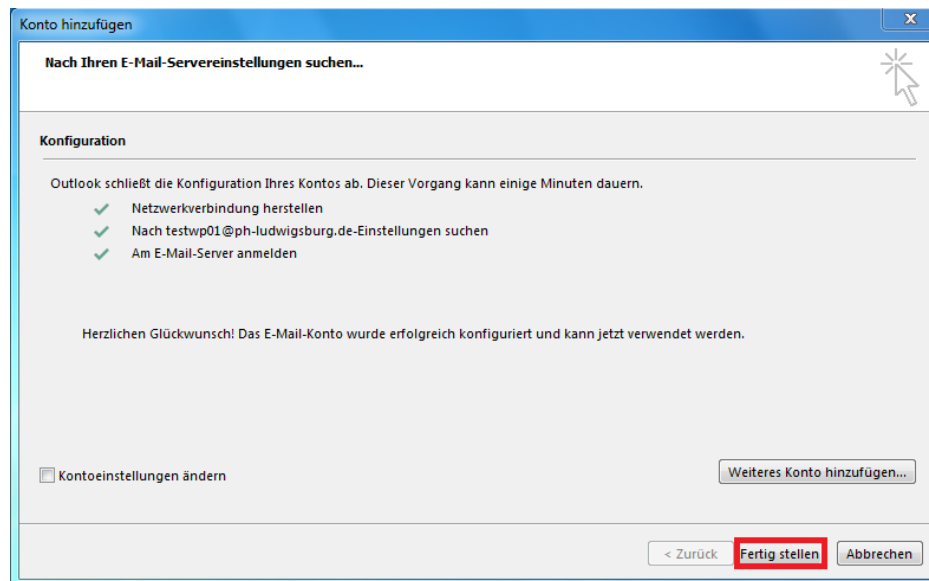 Konto hinzufügen
Nach Ihren E-Mail-Servereinstellungen suchen...
Konfiguration
Outlook schließt die Konfiguration Ihres Kontos ab. Dieser Vorgang kann einige Minuten dauern.
Netzwerkverbindung herstellen
Nach testwp01@ph-ludwigsburg.de-Einstellungen suchen
Am E-Mail-Server anmelden
Herzlichen Glückwunsch! Das E-Mail-Konto wurde erfolgreich konfiguriert und kann jetzt verwendet werden.
Kontoeinstellungen ändern
Weiteres Konto hinzufügen...
< Zurück
Fertig stellen
Abbrechen